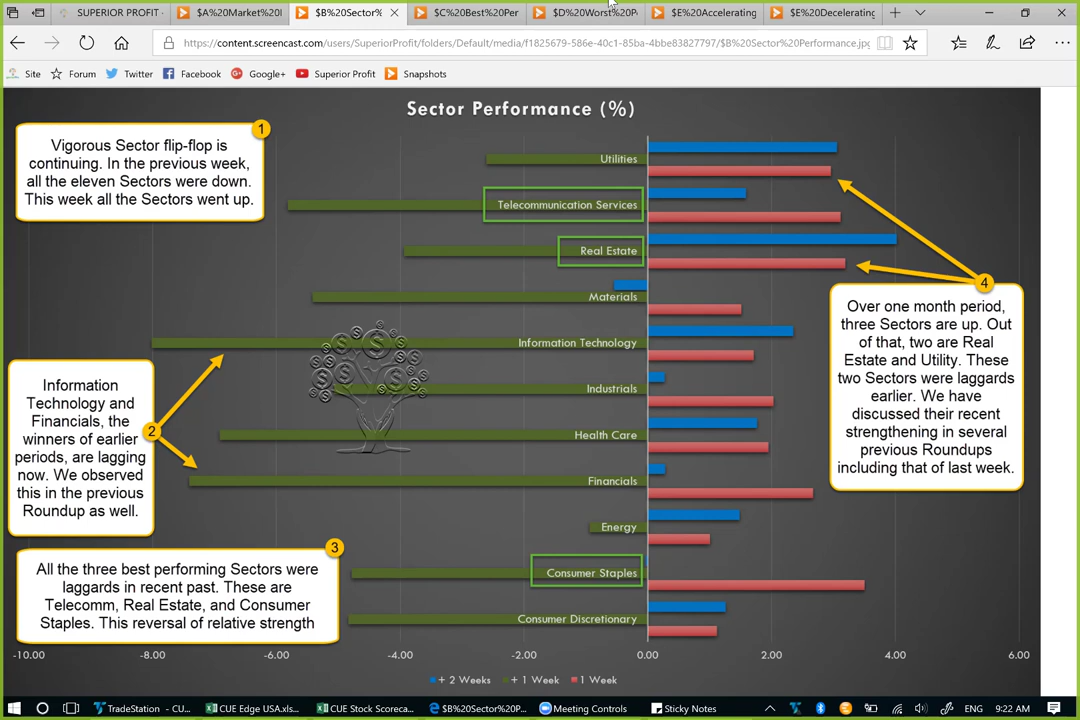 SUPERIOR PROFIT -
$A%20Market%20I
$B%20Sector%
$C%20Best%20Per
$D%20Worst%20P
$E%20Accelerating
$E%20Decelerating
https://content.screencast.com/users/SuperiorProfit/folders/Default/media/f1825679-586e-40c1-85ba-4bbe83827797/$B%20Sector%20Performance.jpg
Site
Forum
Twitter
Facebook
Google+
Superior Profit
Snapshots
Sector Performance (%)
1
Vigorous Sector flip-flop is
continuing. In the previous week,
all the eleven Sectors were down.
This week all the Sectors went up.
Utilities
Telecommunication Services
Real Estate
Materials
Information Technology
Industrials
Health Care
Financials
Energy
Consumer Staples
Consumer Discretionary
2
Information
Technology and
Financials, the
winners of earlier
periods, are lagging
now. We observed
this in the previous
Roundup as well.
3
All the three best performing Sectors were
laggards in recent past. These are
Telecomm, Real Estate, and Consumer
Staples. This reversal of relative strength
4
Over one month period,
three Sectors are up. Out
of that, two are Real
Estate and Utility. These
two Sectors were laggards
earlier. We have
discussed their recent
strengthening in several
previous Roundups
including that of last week.
-10.00 -8.00 -6.00 -4.00 -2.00 0.00 2.00 4.00 6.00
+ 2 Weeks + 1 Week 1 Week
TradeStation - CU...
CUE Edge USA.xls...
CUE Stock Scoreca...
$B%20Sector%20P...
Meeting Controls
Sticky Notes
ENG
9:22 AM